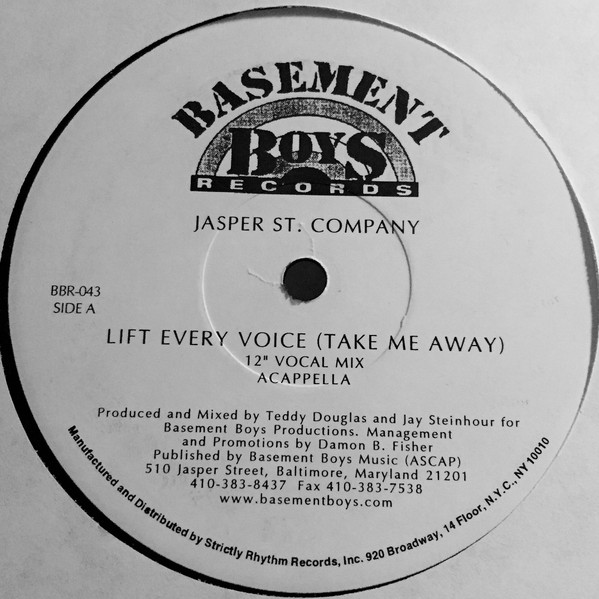 BASEMENT
BOYS
RECORDS
JASPER ST. COMPANY
BBR-043
SIDE A
LIFT EVERY VOICE (TAKE ME AWAY)
12" VOCAL MIX
ACAPPELLA
Produced and Mixed by Teddy Douglas and Jay Steinhour for
Basement Boys Productions. Management
and Promotions by Damon B. Fisher
Published by Basement Boys Music (ASCAP)
510 Jasper Street, Baltimore, Maryland 21201
410-383-8437 Fax 410-383-7538
www.basementboys.com
Manufactured and Distributed by Strictly Rhythm Records, Inc. 920 Broadway, 14 Floor, N.Y.C., NY 10010